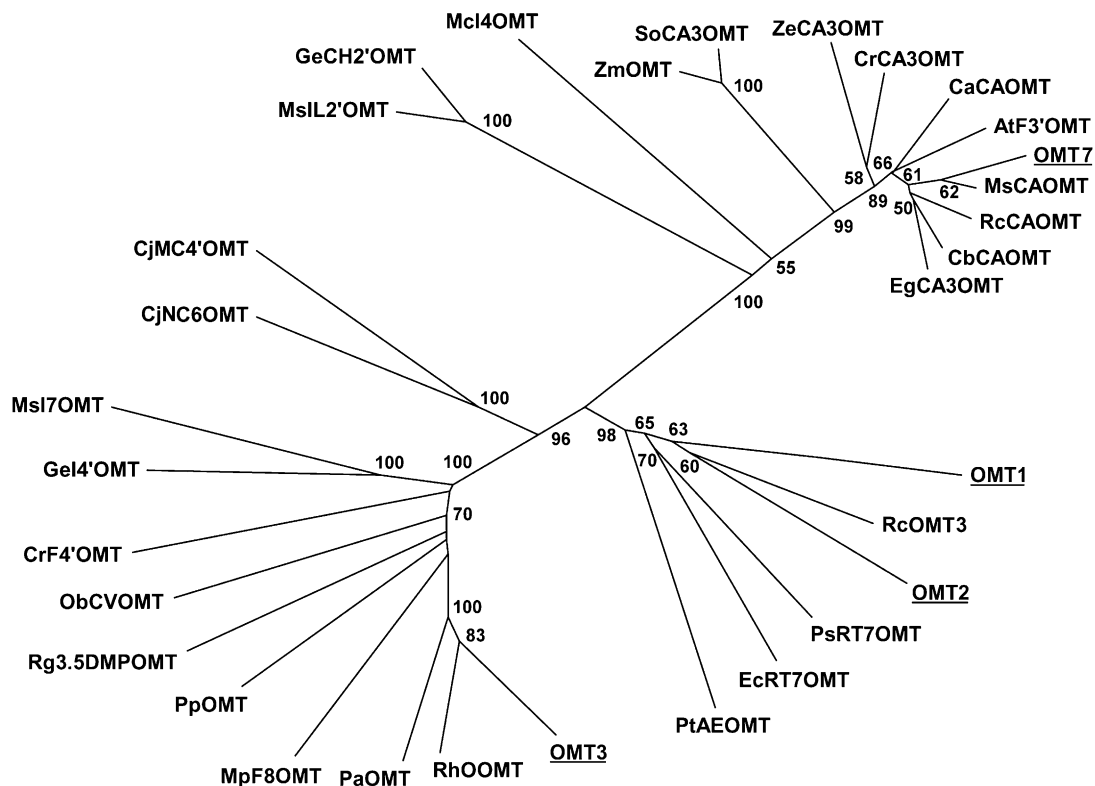 McI4OMT
SoCA3OMT
ZeCA3OMT
GeCH2'OMT
ZmOMT
CrCA3OMT
100
CaCAOMT
MsIL2'OMT
100
AtF3'OMT
OMT7
66
61
58
MsCAOMT
62
89
50
RcCAOMT
99
CjMC4'OMT
CbCAOMT
55
EgCA3OMT
100
CjNC6OMT
100
MsI7OMT
65
63
96
98
GeI4'OMT
100
100
70
60
OMT1
70
RcOMT3
CrF4'OMT
OMT2
ObCVOMT
100
83
PsRT7OMT
Rg3.5DMPOMT
EcRT7OMT
PpOMT
PtAEOMT
OMT3
MpF8OMT
PaOMT
RhOOMT